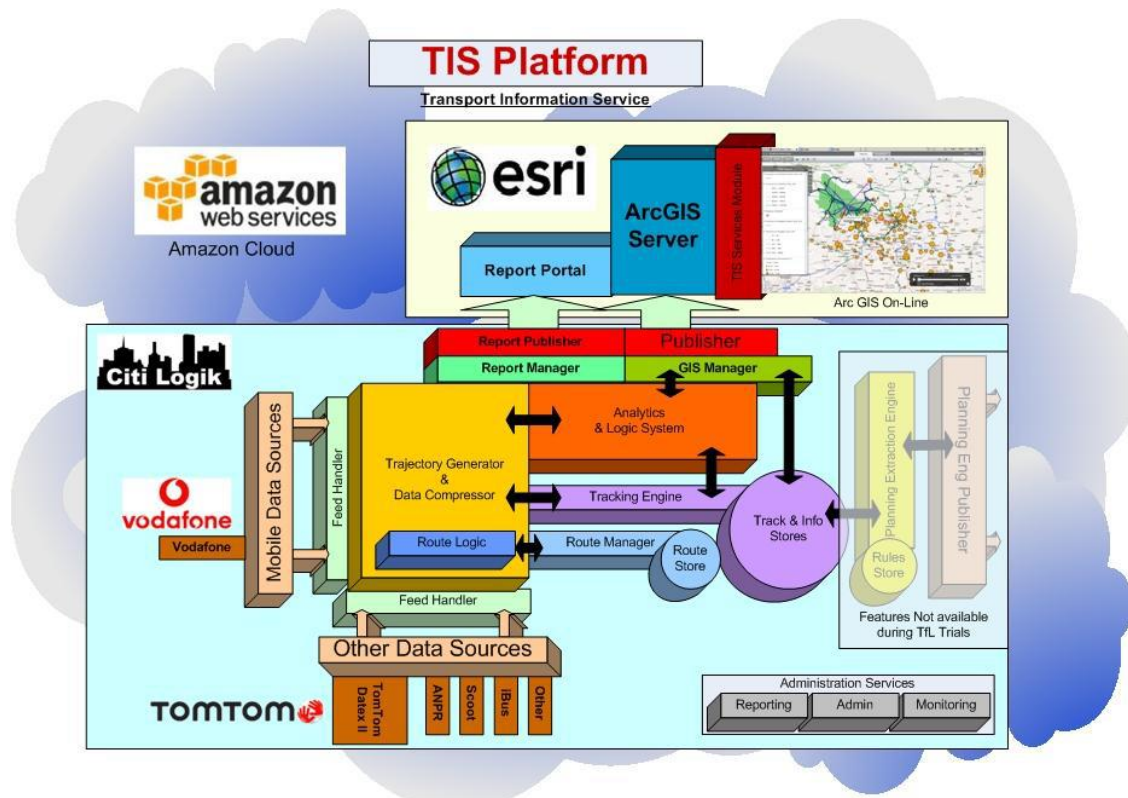 TIS Platform
Transport Information Service
amazon
web services
Amazon Cloud
esri
ArcGIS
Server
TIS Services Module
Report Portal
Arc GIS On-Line
Citi Logik
Report Publisher
Publisher
Report Manager
GIS Manager
Mobile Data Sources
Feed Handler
Trajectory Generator
&
Data Compressor
Analytics
& Logic System
Tracking Engine
Track & Info
Stores
Route Logic
Route Manager
Route
Store
Planning Extraction Engine
Rules
Store
Planning Eng Publisher
Features Not available
during TfL Trials
vodafone
Vodafone
Feed Handler
Other Data Sources
TOMTOM
TomTom
Datex II
ANPR
Scoot
iBus
Other
Administration Services
Reporting
Admin
Monitoring